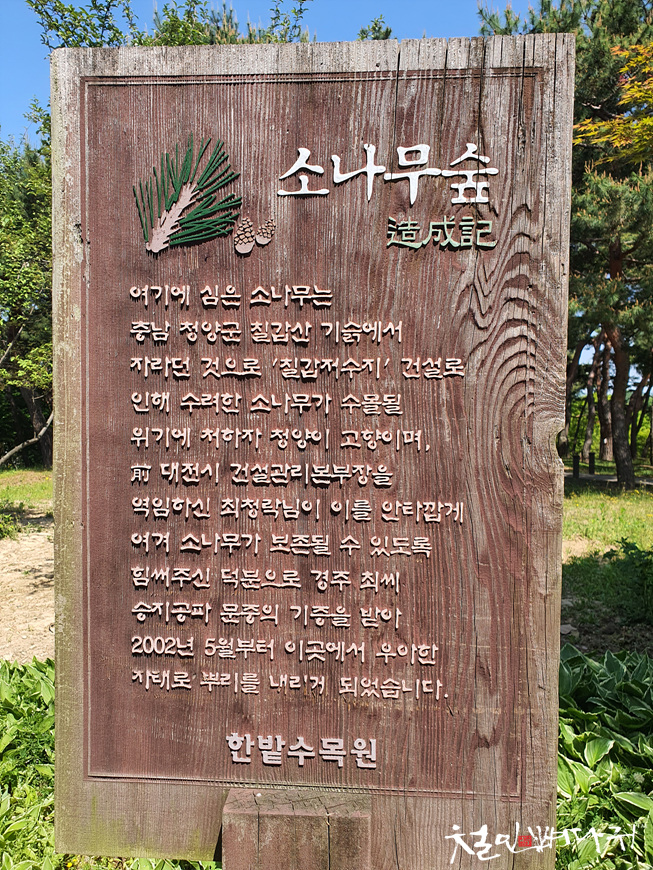 소나무숲
造成記
여기에 심은 소나무는
충남 청양군 칠갑산 기슭에서
자라던 것으로 '칠갑저수지' 건설로
인해 수려한 소나무가 수몰될
위기에 처하자 청양이 고향이며,
前 대전시 건설관리본부장을
역임하신 최청락님이 이를 안타깝게
여겨 소나무가 보존될 수 있도록
힘써주신 덕분으로 경주 최씨
승지공파 문중의 기증을 받아
2002년 5월부터 이곳에서 우아한
자태로 뿌리를 내리게 되었습니다.
한밭수목원